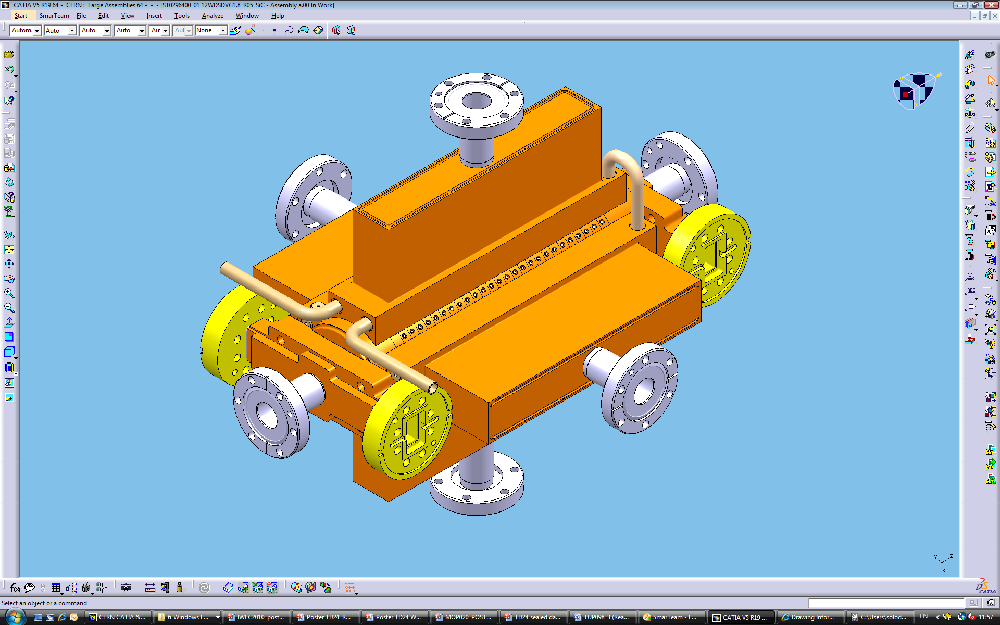 CATIA V5 R19 64 - CERN : Large Assemblies 64 - - - [ST0296400_01 12WDSDVG1.8_R05_SiC - Assembly a.00 In Work]
Start SmarTeam File Edit View Insert Tools Analyze Window Help
Autom Auto Auto Auto Aut Aut None
ABC
y z
x
f(x)
CATIA
Select an object or a command
CERN CATIA &... 6 Windows E... IWLC2010_post... Poster TD24_R... Poster TD24 W... MOP020_POST... TD24 sealed da... TUP098_3 (Rea... SmarTeam - E... CATIA V5 R19 ... Drawing Infor... C:\Users\solod... EN < 11:57